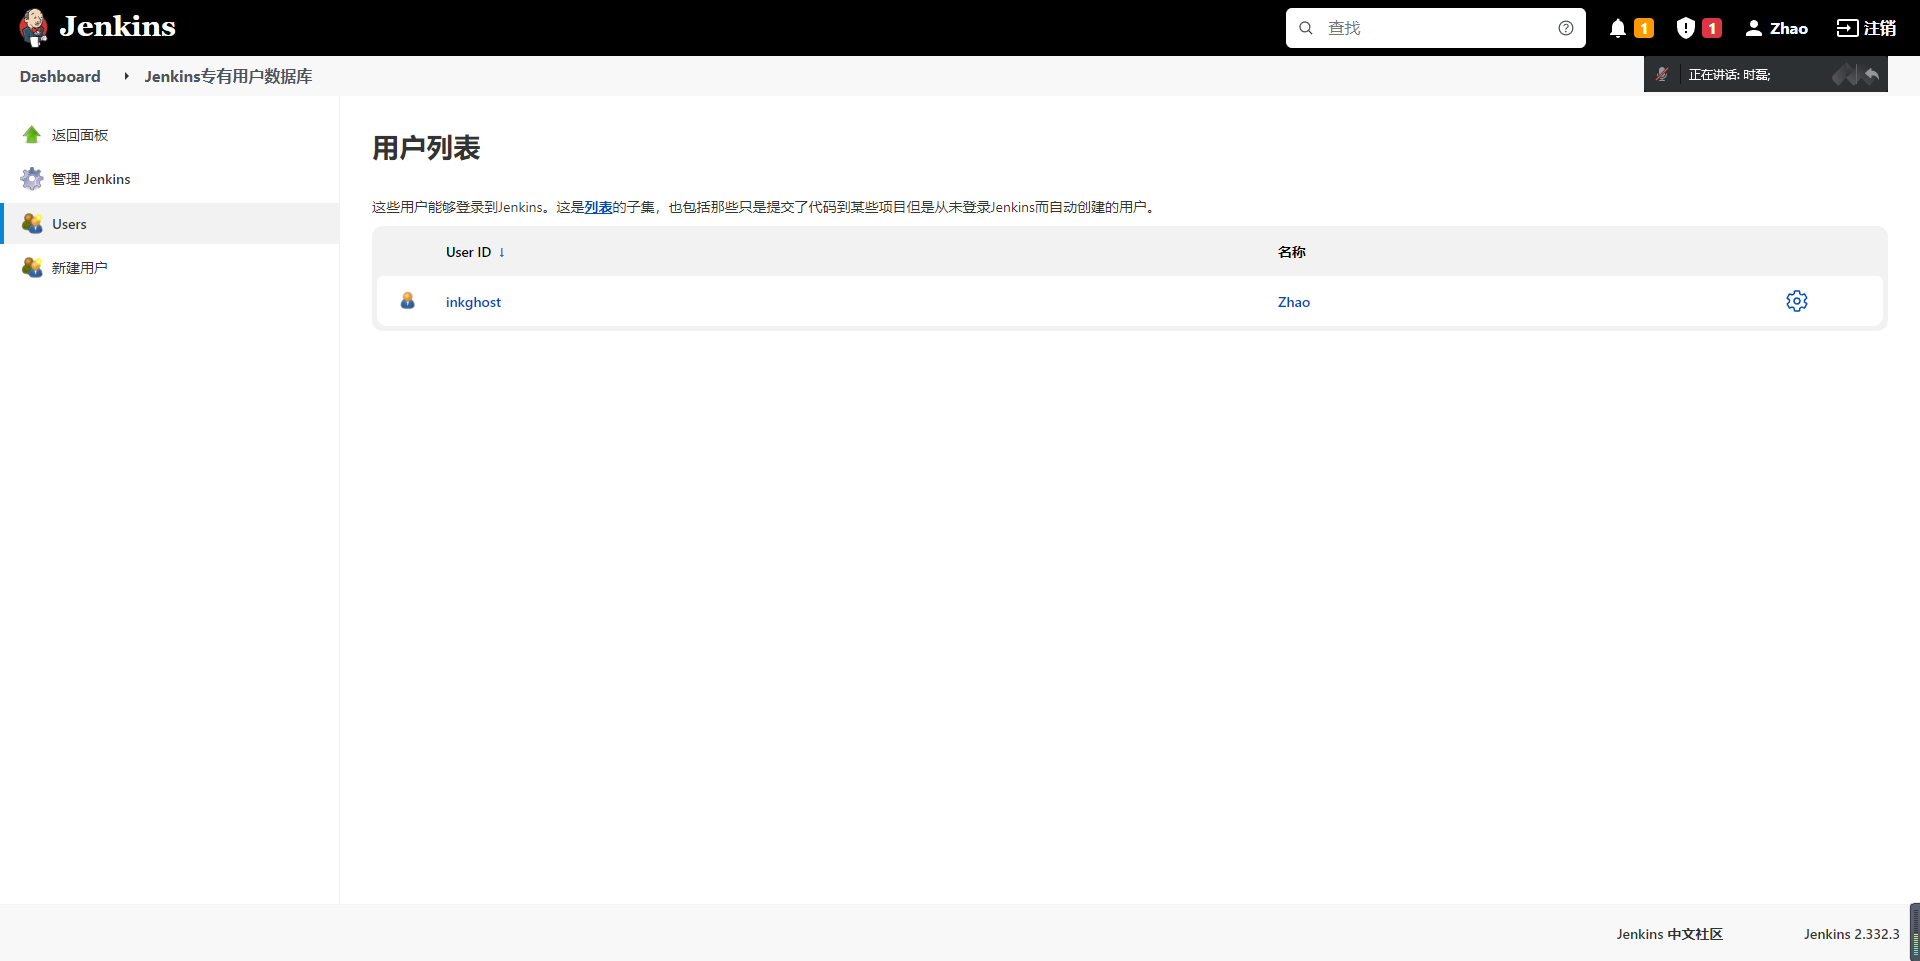 Jenkins
查找
1
1
Zhao
注销
Dashboard
Jenkins专有用户数据库
正在讲话: 时磊;
返回面板
管理 Jenkins
Users
新建用户
用户列表
这些用户能够登录到Jenkins。这是列表的子集，也包括那些只是提交了代码到某些项目但是从未登录Jenkins而自动创建的用户。
User ID ↓
名称
inkghost
Zhao
Jenkins 中文社区
Jenkins 2.332.3